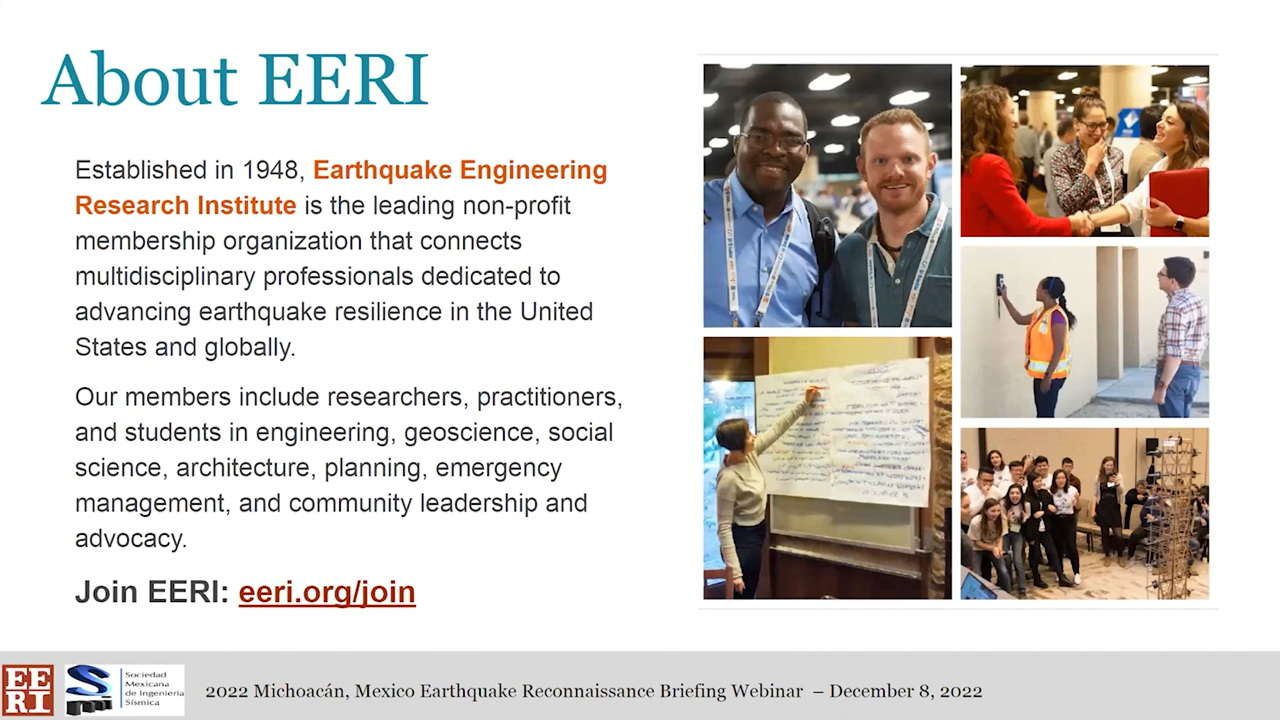 About EERI
Established in 1948, Earthquake Engineering
Research Institute is the leading non-profit
membership organization that connects
multidisciplinary professionals dedicated to
advancing earthquake resilience in the United
States and globally.
Our members include researchers, practitioners,
and students in engineering, geoscience, social
science, architecture, planning, emergency
management, and community leadership and
advocacy.
Join EERI: eeri.org/join
EE
RI
Sociedad
Mexicana
de Ingeniería
Sísmica
2022 Michoacán, Mexico Earthquake Reconnaissance Briefing Webinar – December 8, 2022